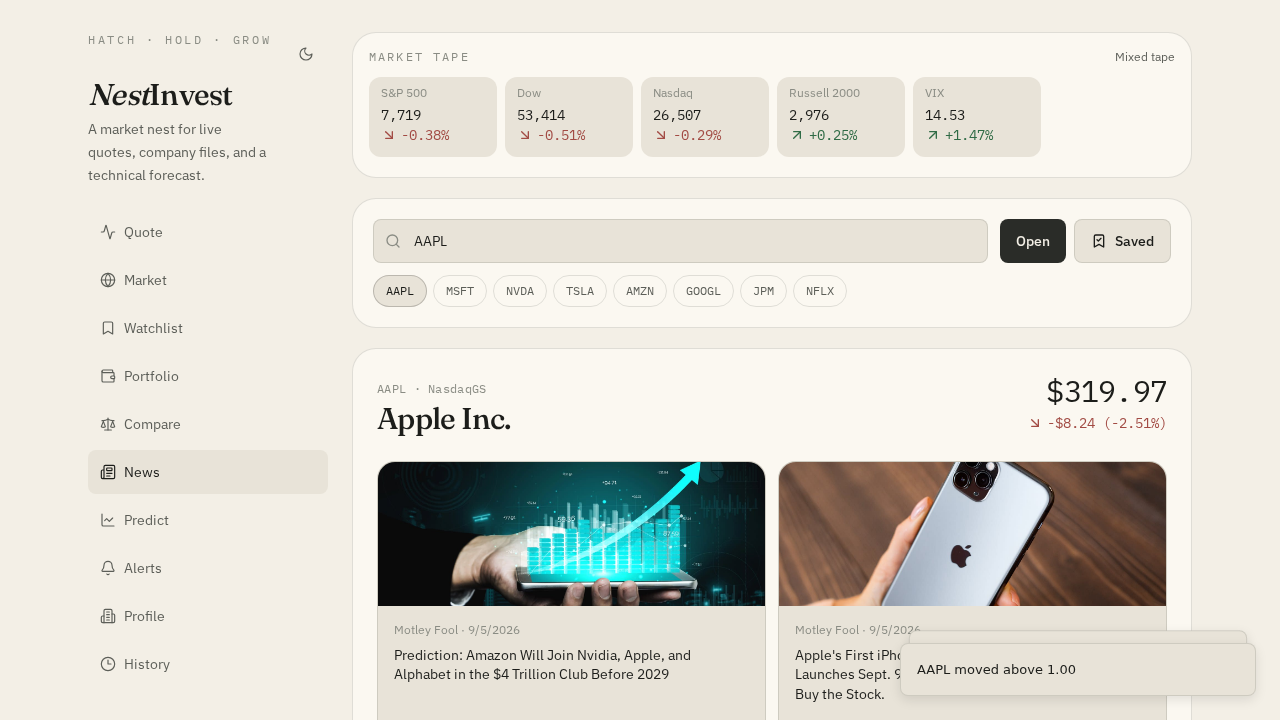 HATCH · HOLD · GROW
NestInvest
A market nest for live
quotes, company files, and a
technical forecast.
Quote
Market
Watchlist
Portfolio
Compare
News
Predict
Alerts
Profile
History
MARKET TAPE
Mixed tape
S&P 500
7,719
-0.38%
Dow
53,414
-0.51%
Nasdaq
26,507
-0.29%
Russell 2000
2,976
+0.25%
VIX
14.53
+1.47%
AAPL
Open
Saved
AAPL
MSFT
NVDA
TSLA
AMZN
GOOGL
JPM
NFLX
AAPL · NasdaqGS
Apple Inc.
$319.97
-$8.24 (-2.51%)
Motley Fool · 9/5/2026
Prediction: Amazon Will Join Nvidia, Apple, and
Alphabet in the $4 Trillion Club Before 2029
Motley Fool · 9/5/2026
Apple's First
Launches Sept.
Buy the Stock.
AAPL moved above 1.00